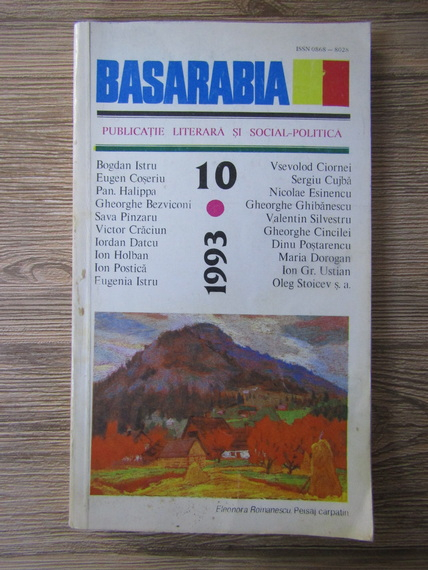 ISSN 0868 — 8024
BASARABIA
PUBLICAȚIE LITERARĂ ȘI SOCIAL-POLITICĂ
Bogdan Istru
Eugen Coșeriu
Pan. Halippa
Gheorghe Bezviconi
Sava Pînzaru
Victor Crăciun
Iordan Datcu
Ion Holban
Ion Postică
Eugenia Istru
10
1993
Vsevolod Ciornei
Sergiu Cujbă
Nicolae Esinencu
Gheorghe Ghibănescu
Valentin Silvestru
Gheorghe Cincilei
Dinu Poștarencu
Maria Dorogan
Ion Gr. Ustian
Oleg Stoicev ș. a.
Eleonora Romanescu. Peisaj carpatin